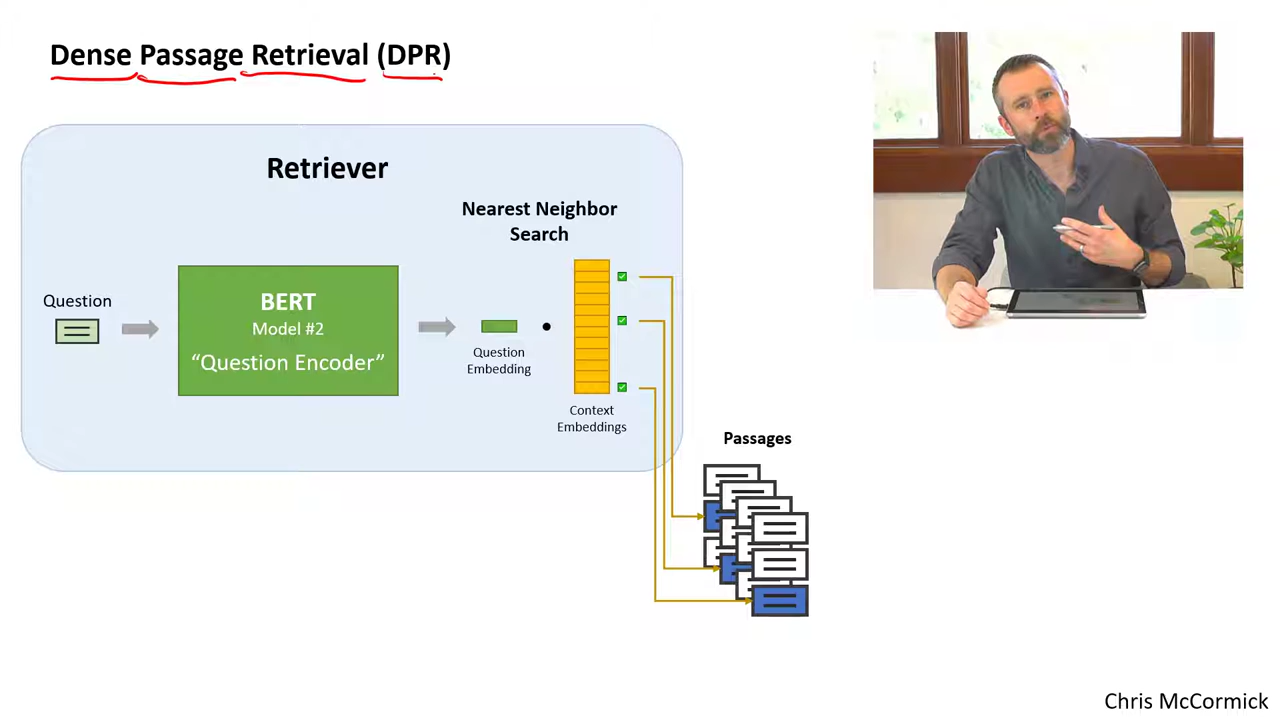 Dense Passage Retrieval (DPR)
Retriever
Nearest Neighbor
Search
Question
BERT
Model #2
“Question Encoder”
Question
Embedding
Context
Embeddings
Passages
Chris McCormick